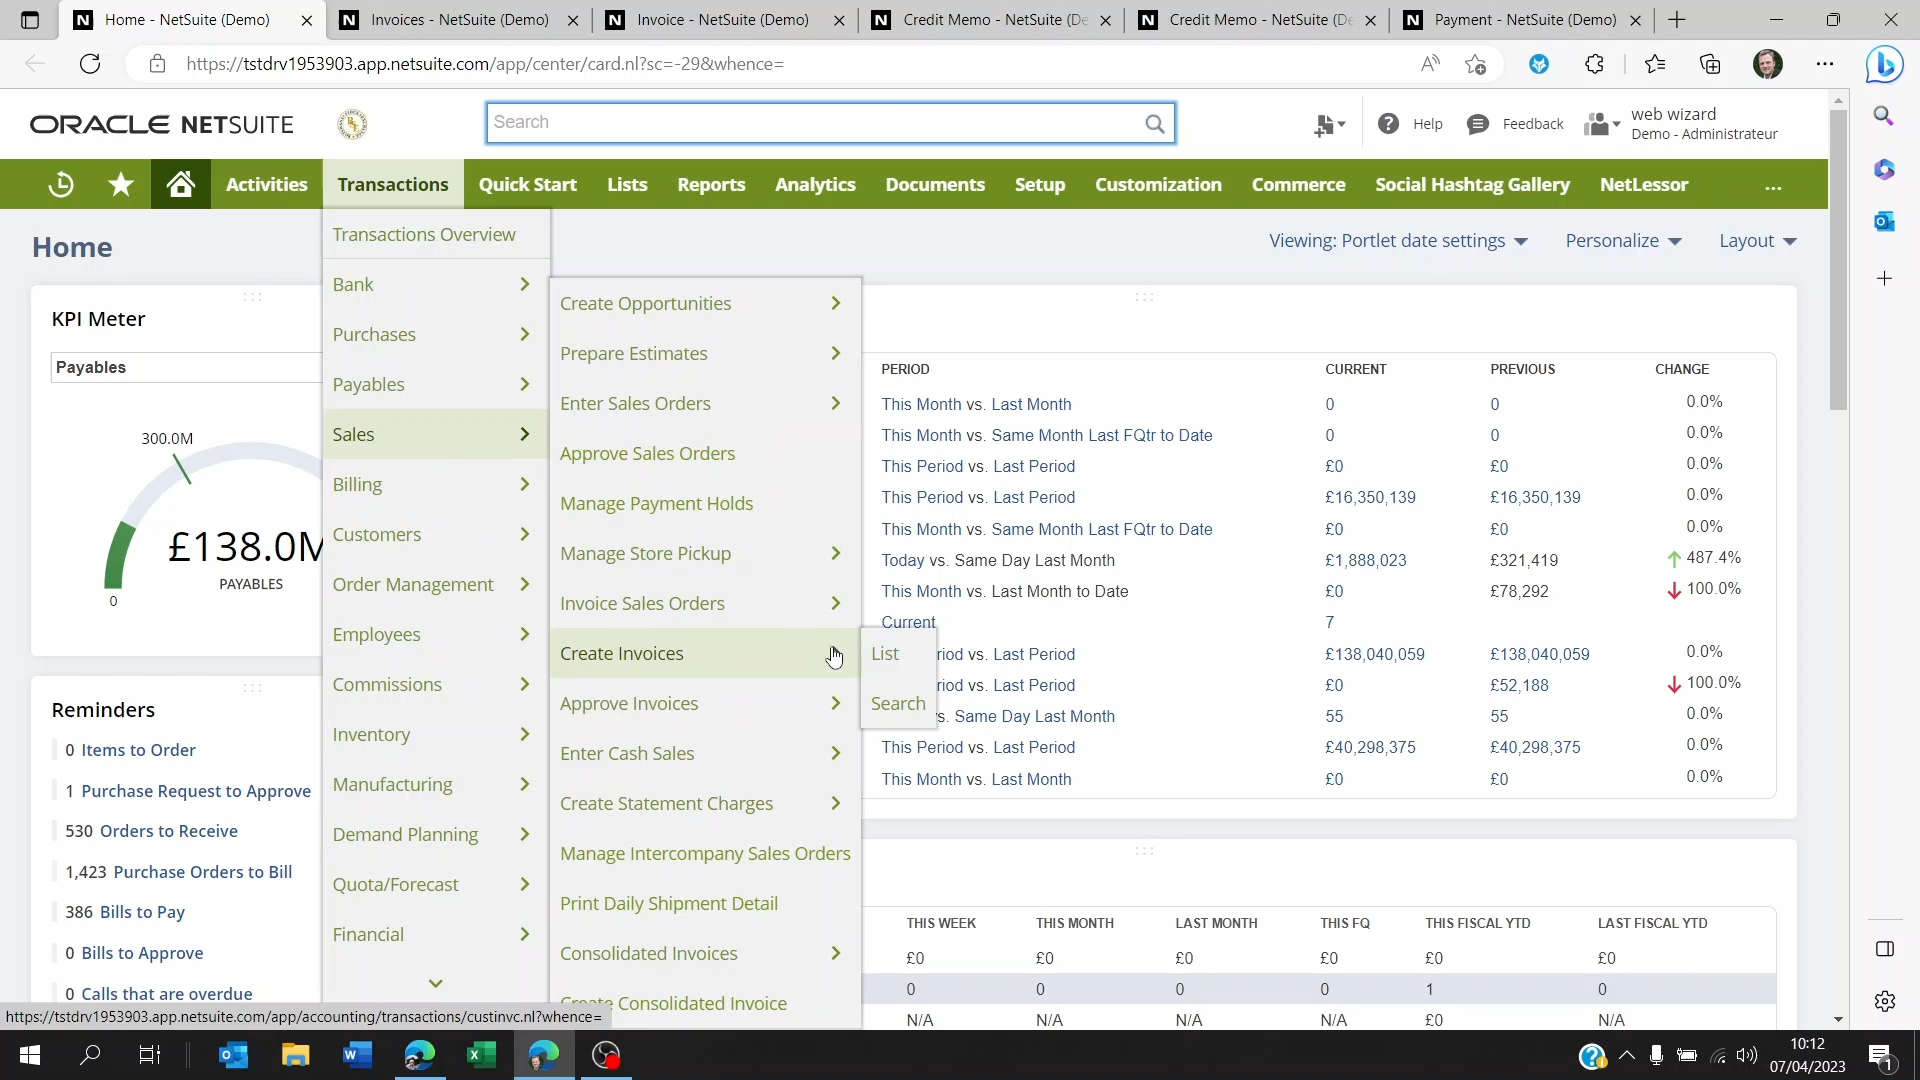 Home - NetSuite (Demo)
Invoices - NetSuite (Demo)
Invoice - NetSuite (Demo)
Credit Memo - NetSuite (De
Credit Memo - NetSuite (De
Payment - NetSuite (Demo)
https://tstdrv1953903.app.netsuite.com/app/center/card.nl?sc=-29&whence=
ORACLE NETSUITE
Search
Help
Feedback
web wizard
Demo - Administrateur
Activities
Transactions
Quick Start
Lists
Reports
Analytics
Documents
Setup
Customization
Commerce
Social Hashtag Gallery
NetLessor
...
Home
Viewing: Portlet date settings
Personalize
Layout
Transactions Overview
Bank
Purchases
Payables
Sales
Billing
Customers
Order Management
Employees
Commissions
Inventory
Manufacturing
Demand Planning
Quota/Forecast
Financial
Create Opportunities
Prepare Estimates
Enter Sales Orders
Approve Sales Orders
Manage Payment Holds
Manage Store Pickup
Invoice Sales Orders
Create Invoices
Approve Invoices
Enter Cash Sales
Create Statement Charges
Manage Intercompany Sales Orders
Print Daily Shipment Detail
Consolidated Invoices
Create Consolidated Invoice
List
Search
KPI Meter
Payables
300.0M
£138.0M
PAYABLES
0
Reminders
0 Items to Order
1 Purchase Request to Approve
530 Orders to Receive
1,423 Purchase Orders to Bill
386 Bills to Pay
0 Bills to Approve
0 Calls that are overdue
PERIOD CURRENT PREVIOUS CHANGE
This Month vs. Last Month 0 0 0.0%
This Month vs. Same Month Last FQtr to Date 0 0 0.0%
This Period vs. Last Period £0 £0 0.0%
This Period vs. Last Period £16,350,139 £16,350,139 0.0%
This Month vs. Same Month Last FQtr to Date £0 £0 0.0%
Today vs. Same Day Last Month £1,888,023 £321,419 487.4%
This Month vs. Last Month to Date £0 £78,292 100.0%
Current 7
riod vs. Last Period £138,040,059 £138,040,059 0.0%
riod vs. Last Period £0 £52,188 100.0%
vs. Same Day Last Month 55 55 0.0%
This Period vs. Last Period £40,298,375 £40,298,375 0.0%
This Month vs. Last Month £0 £0 0.0%
THIS WEEK THIS MONTH LAST MONTH THIS FQ THIS FISCAL YTD LAST FISCAL YTD
£0 £0 £0 £0 £0 £0
0 0 0 0 1 0
N/A N/A N/A N/A £0 N/A
https://tstdrv1953903.app.netsuite.com/app/accounting/transactions/custinvc.nl?whence=
10:12
07/04/2023
1